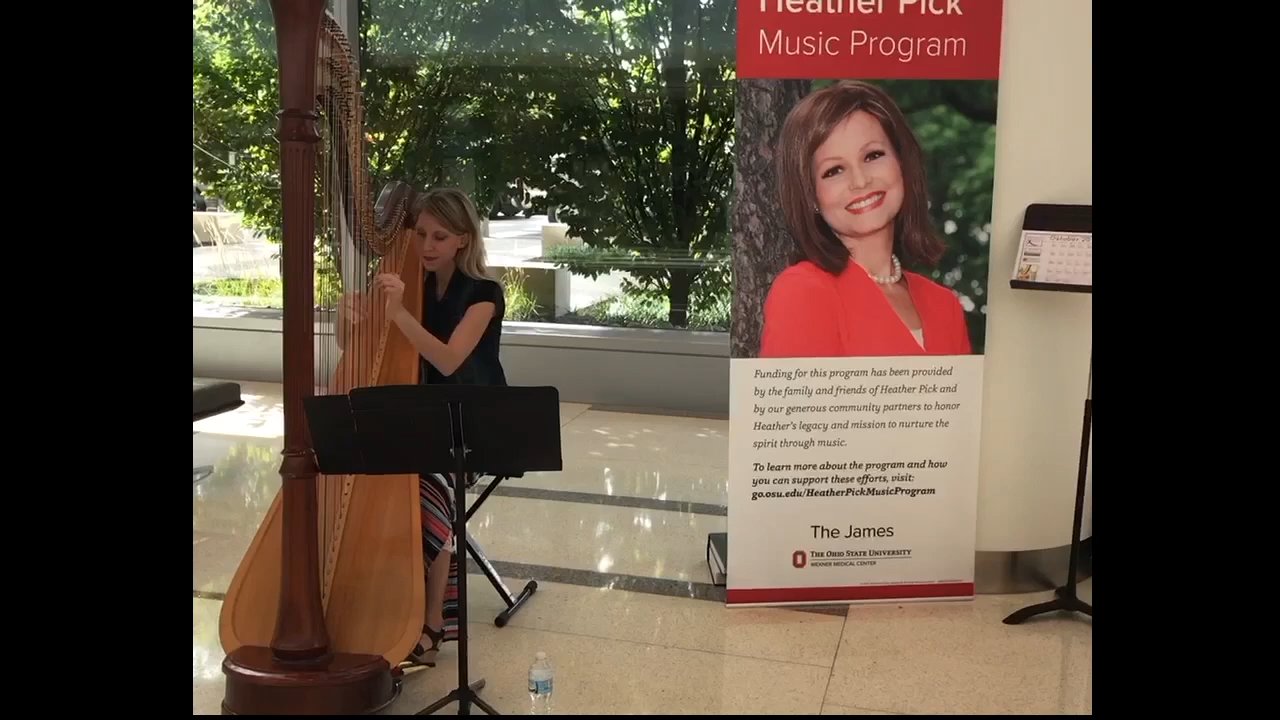 Heather Pick
Music Program
Funding for this program has been provided
by the family and friends of Heather Pick and
by our generous community partners to honor
Heather's legacy and mission to nurture the
spirit through music.
To learn more about the program and how
you can support these efforts, visit:
go.osu.edu/HeatherPickMusicProgram
The James
THE OHIO STATE UNIVERSITY
WEXNER MEDICAL CENTER
October 20